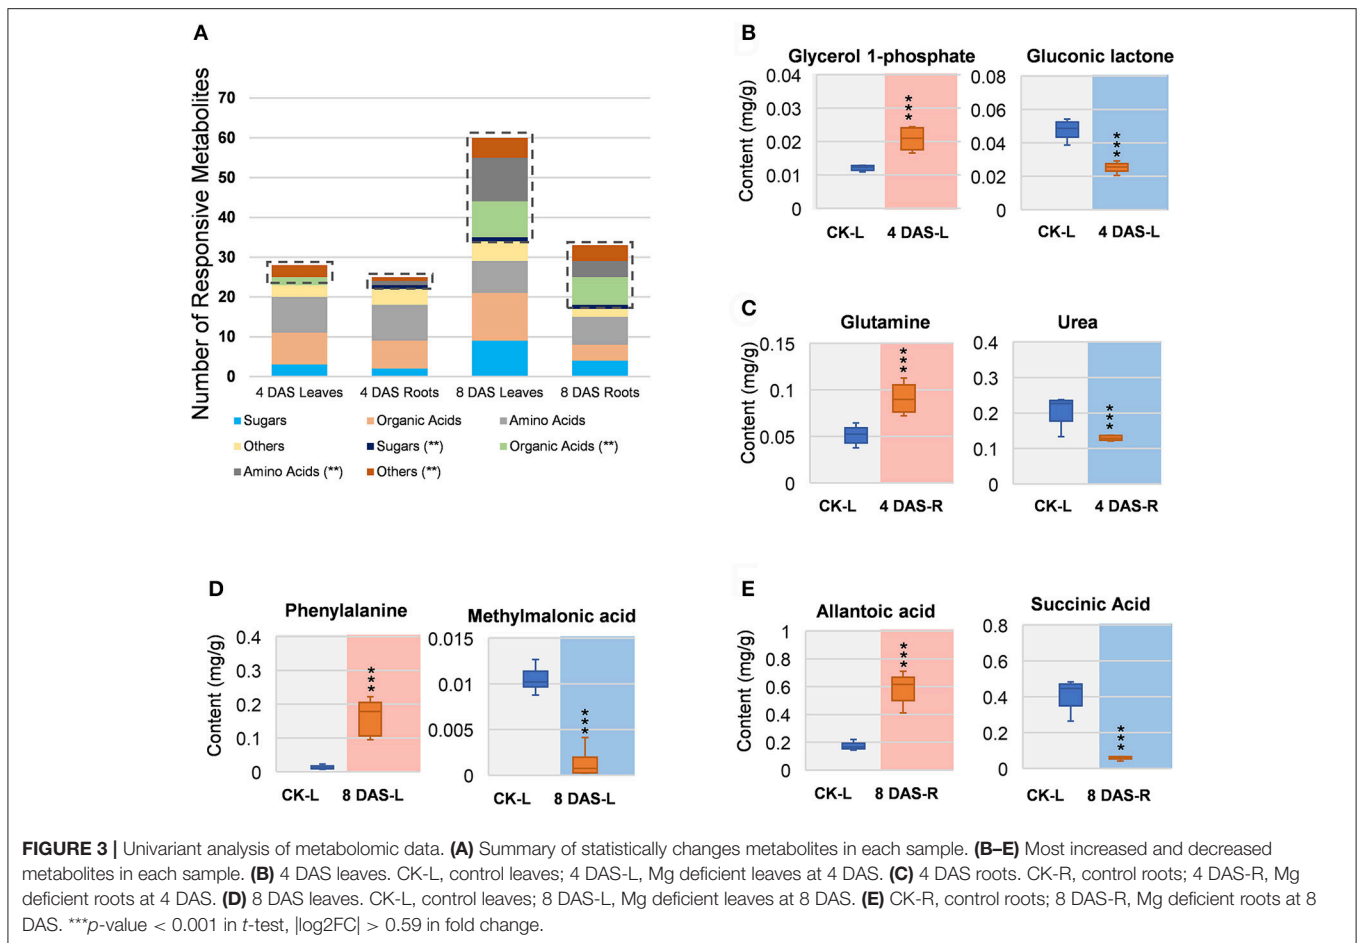 A
Number of Responsive Metabolites
70
60
50
40
30
20
10
0
4 DAS Leaves 4 DAS Roots 8 DAS Leaves 8 DAS Roots
Sugars Organic Acids Amino Acids
Others Sugars (**) Organic Acids (**)
Amino Acids (**) Others (**)
B
Glycerol 1-phosphate
Content (mg/g)
0.04
0.03
0.02
0.01
0
***
CK-L 4 DAS-L
Gluconic lactone
0.08
0.06
0.04
0.02
0
***
CK-L 4 DAS-L
C
Glutamine
Content (mg/g)
0.15
0.1
0.05
0
***
CK-L 4 DAS-R
Urea
0.4
0.3
0.2
0.1
0
***
CK-L 4 DAS-R
D
Phenylalanine
Content (mg/g)
0.4
0.3
0.2
0.1
0
***
CK-L 8 DAS-L
Methylmalonic acid
0.015
0.01
0.005
0
***
CK-L 8 DAS-L
E
Allantoic acid
Content (mg/g)
1
0.8
0.6
0.4
0.2
0
***
CK-L 8 DAS-R
Succinic Acid
0.8
0.6
0.4
0.2
0
***
CK-L 8 DAS-R
FIGURE 3 | Univariant analysis of metabolomic data. (A) Summary of statistically changes metabolites in each sample. (B–E) Most increased and decreased
metabolites in each sample. (B) 4 DAS leaves. CK-L, control leaves; 4 DAS-L, Mg deficient leaves at 4 DAS. (C) 4 DAS roots. CK-R, control roots; 4 DAS-R, Mg
deficient roots at 4 DAS. (D) 8 DAS leaves. CK-L, control leaves; 8 DAS-L, Mg deficient leaves at 8 DAS. (E) CK-R, control roots; 8 DAS-R, Mg deficient roots at 8
DAS. ***p-value < 0.001 in t-test, |log2FC| > 0.59 in fold change.